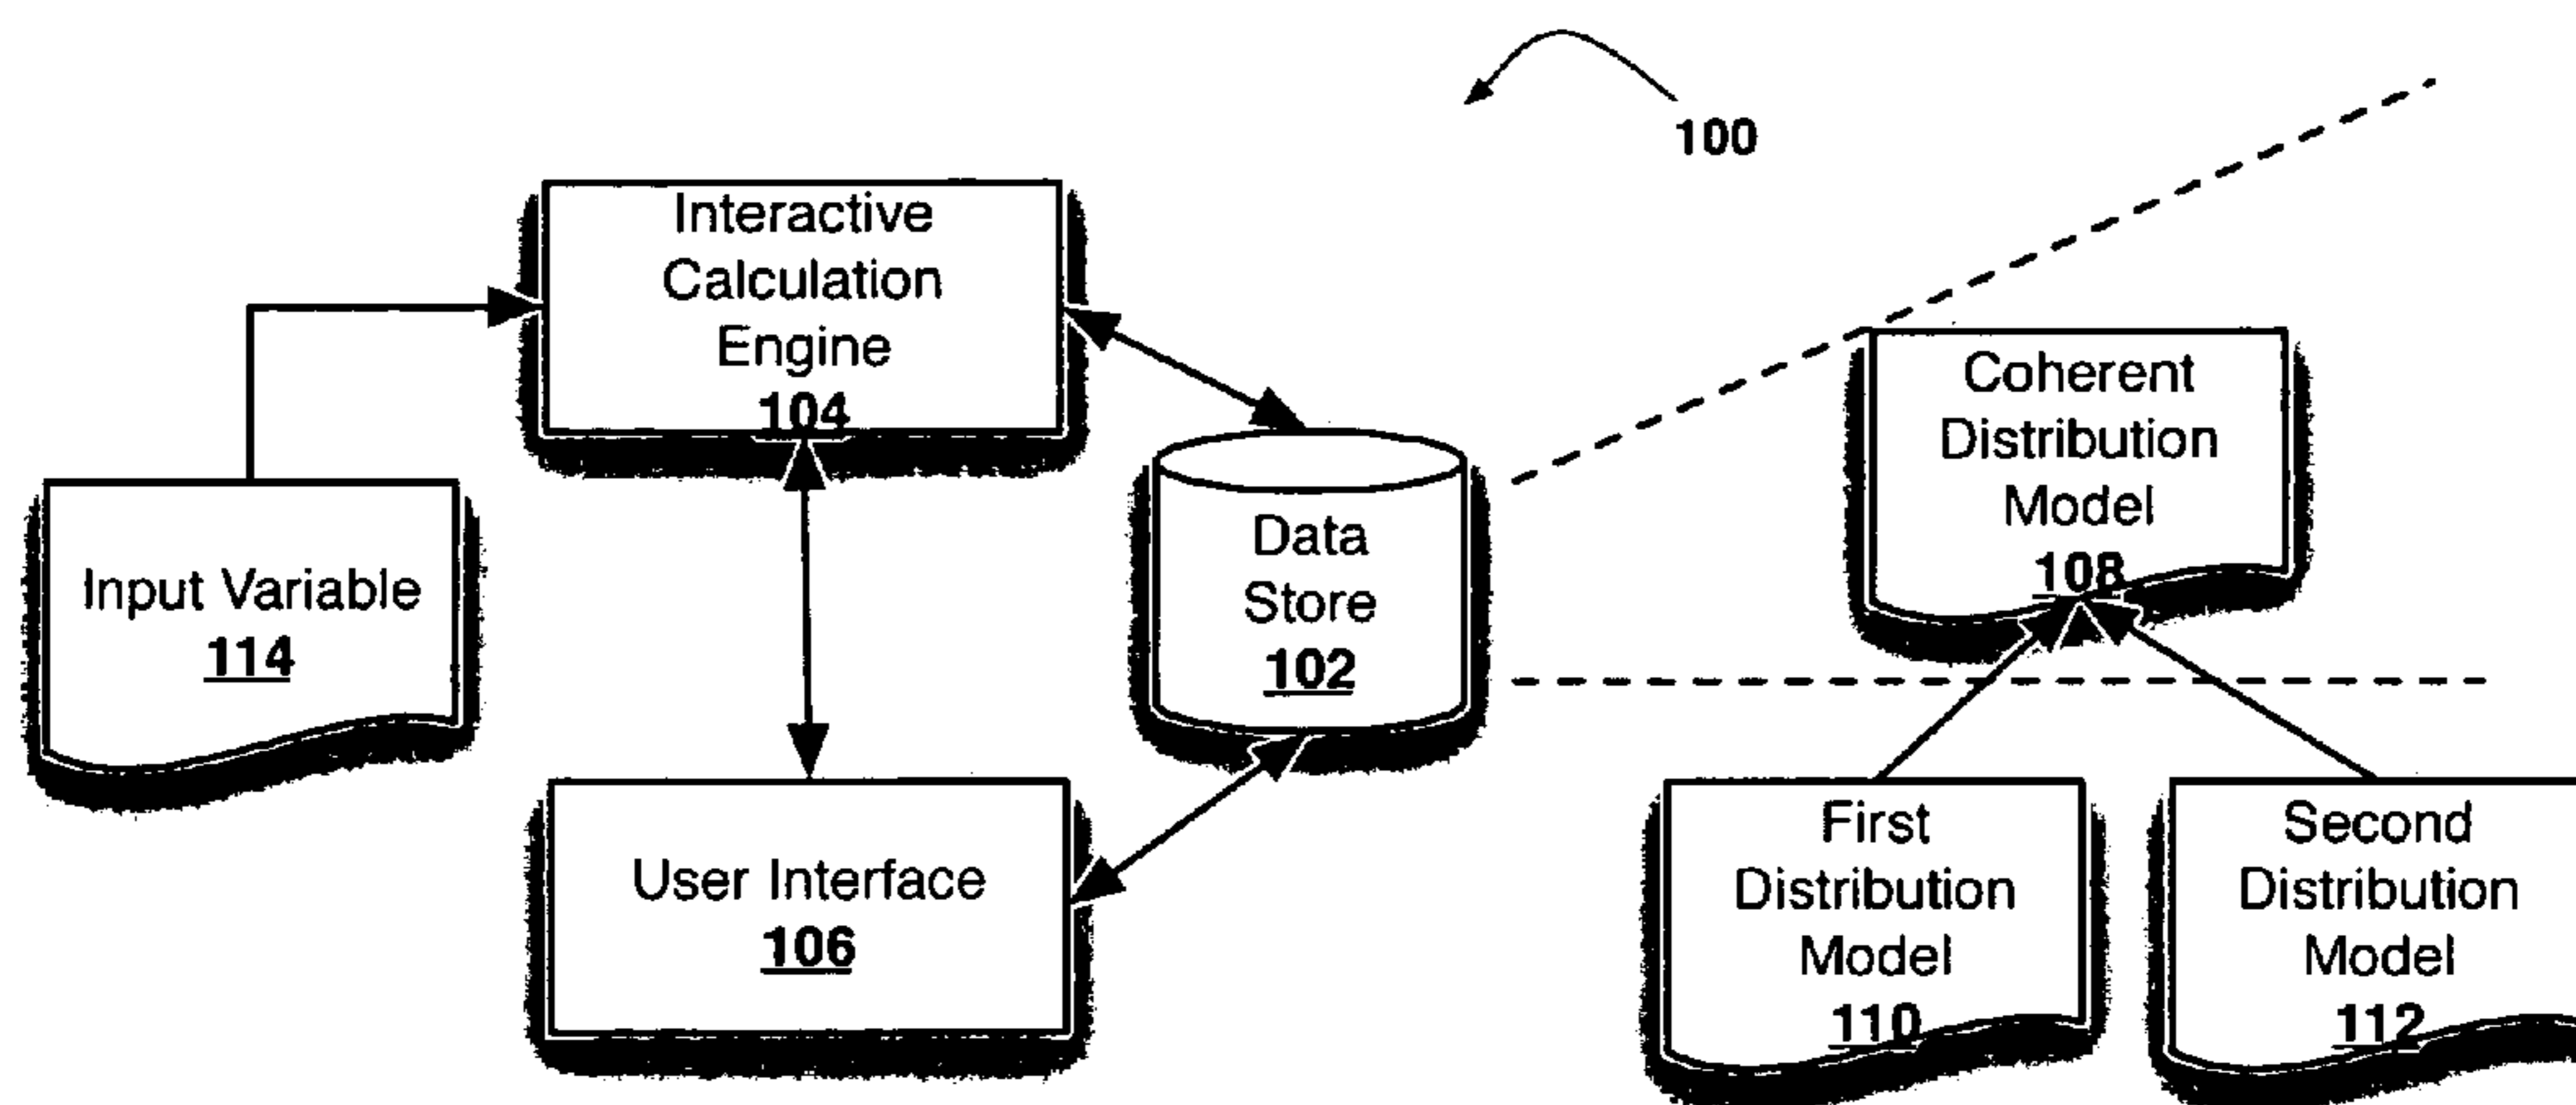 100
Interactive
Calculation
Engine
104
Input Variable
114
Data
Store
102
User Interface
106
Coherent
Distribution
Model
108
First
Distribution
Model
110
Second
Distribution
Model
112